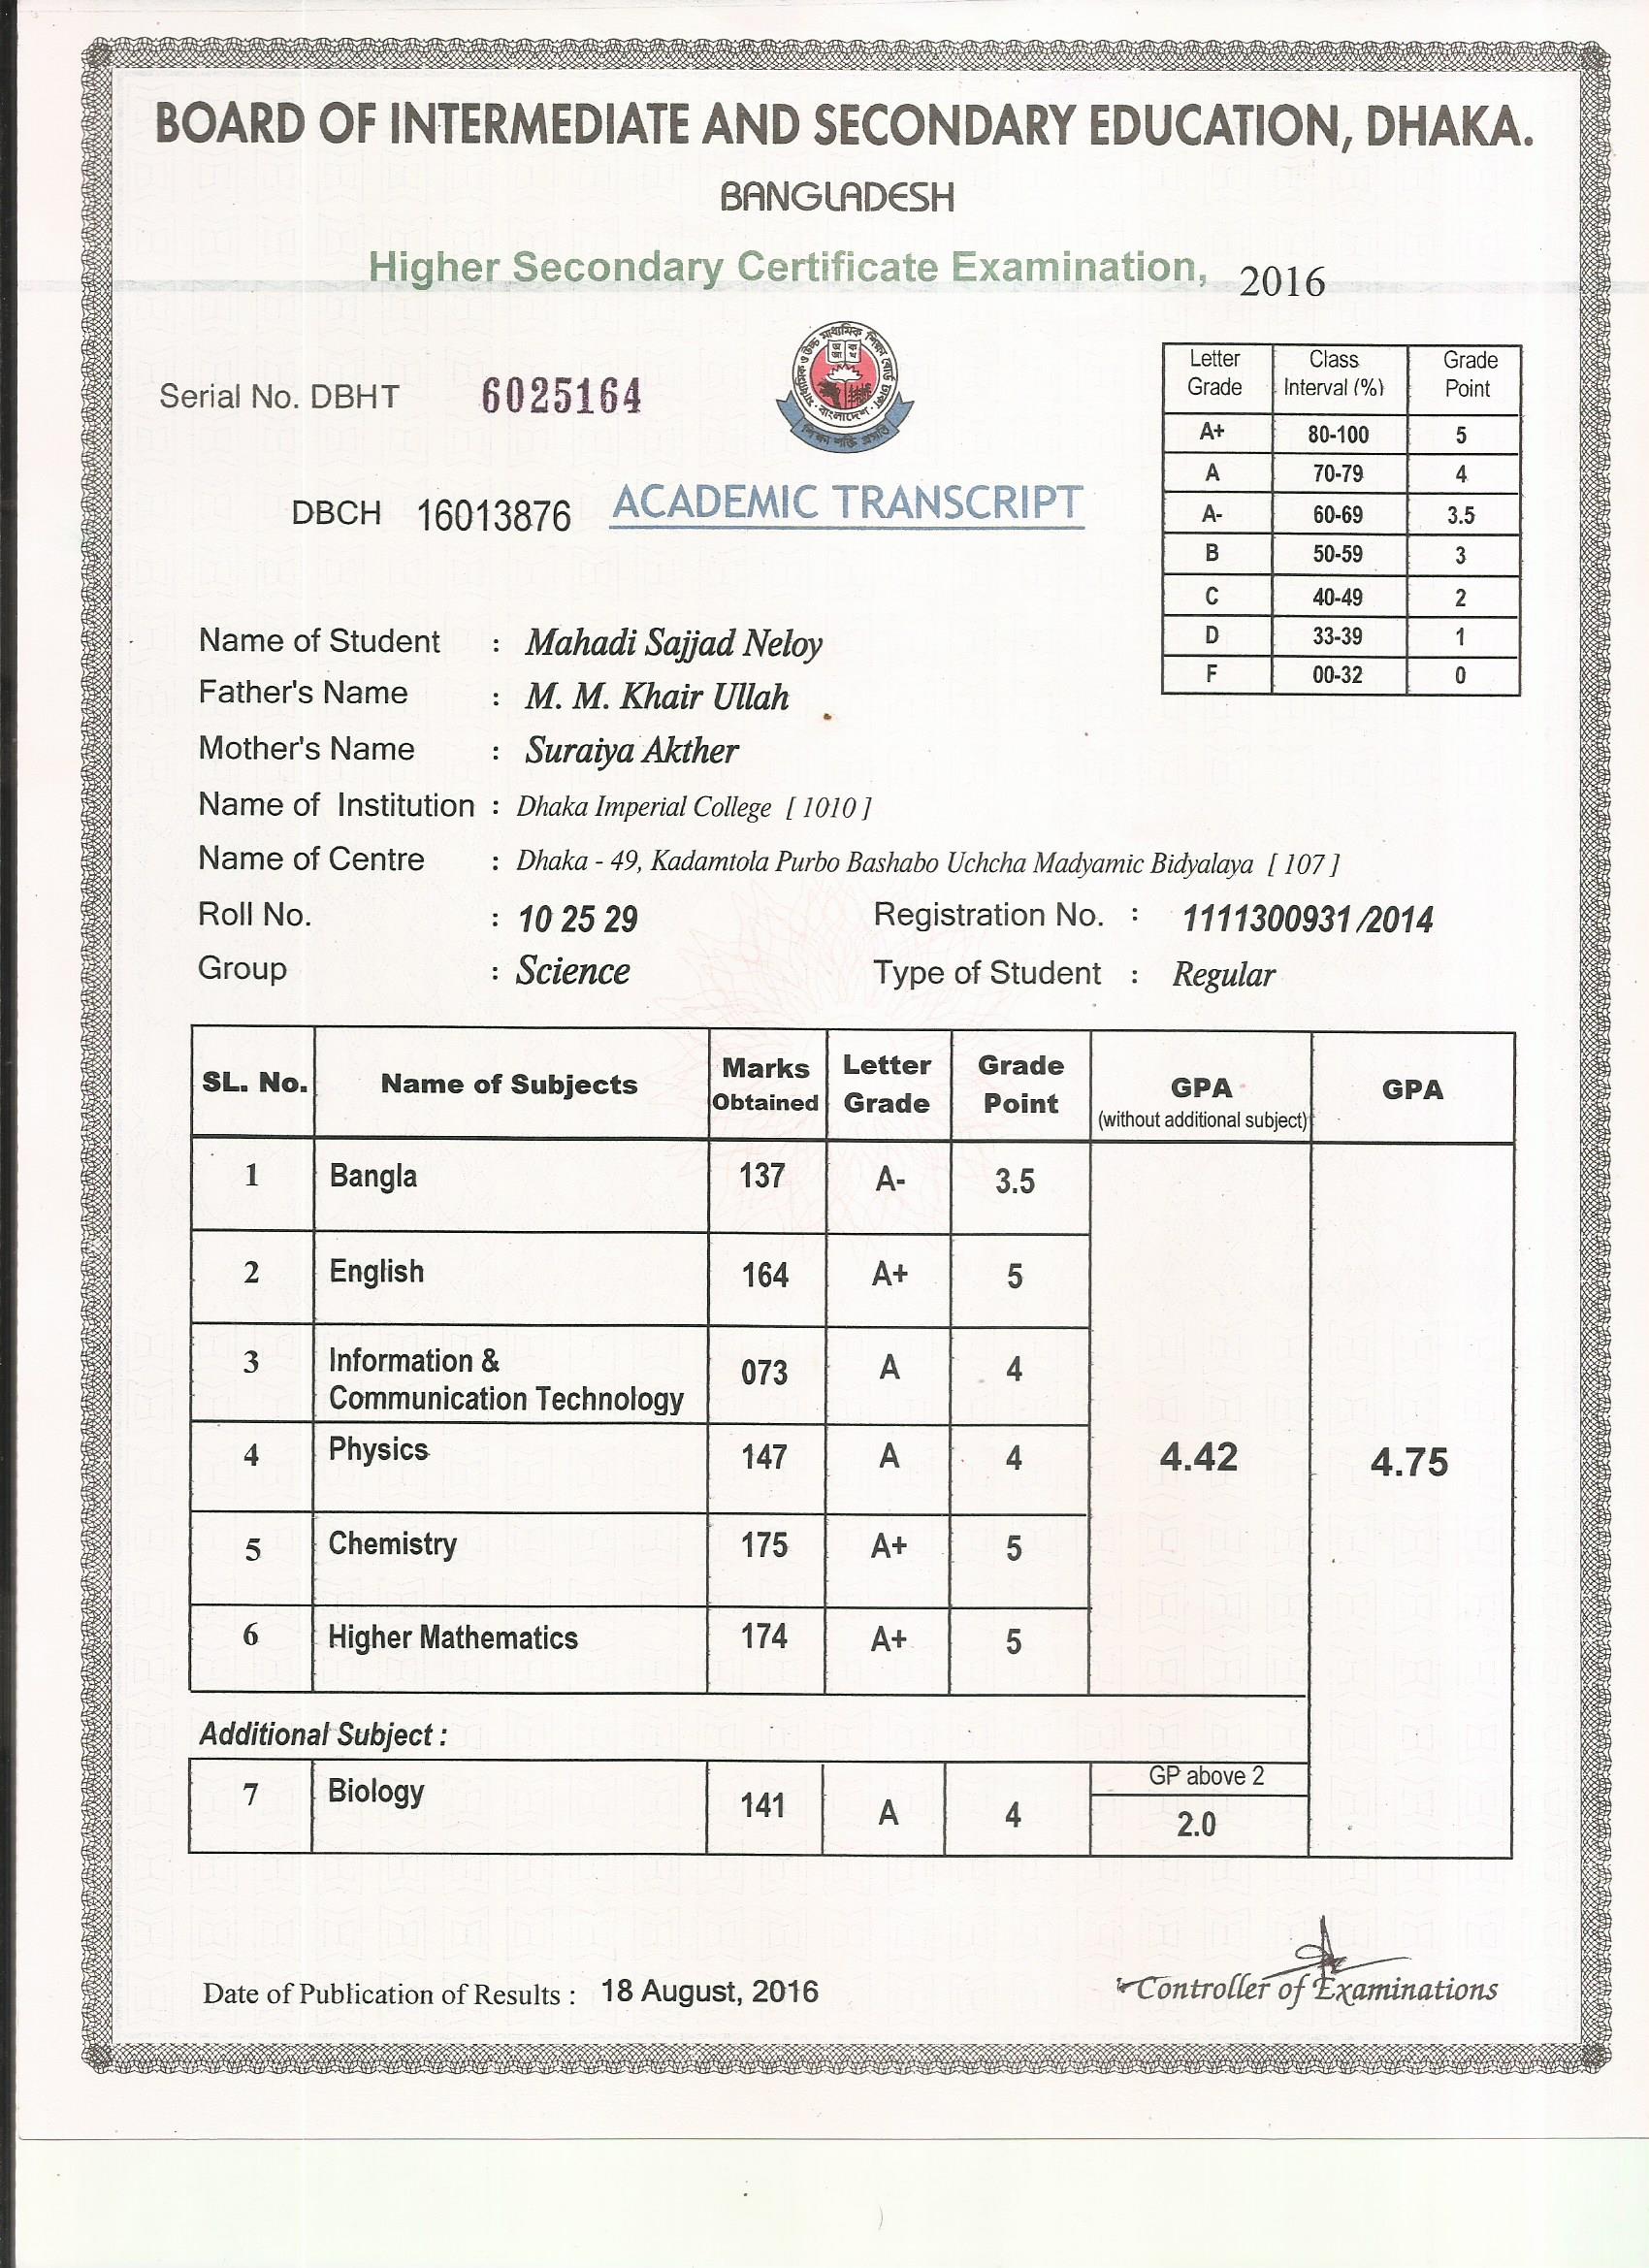 BOARD OF INTERMEDIATE AND SECONDARY EDUCATION, DHAKA.
BANGLADESH
Higher Secondary Certificate Examination, 2016
Serial No. DBHT 6025164
মাধ্যমিক ও উচ্চ মাধ্যমিক শিক্ষা বোর্ড ঢাকা
বাংলাদেশ
DBCH 16013876 ACADEMIC TRANSCRIPT
Letter Grade Class Interval (%) Grade Point
A+ 80-100 5
A 70-79 4
A- 60-69 3.5
B 50-59 3
C 40-49 2
D 33-39 1
F 00-32 0
Name of Student : Mahadi Sajjad Neloy
Father's Name : M. M. Khair Ullah
Mother's Name : Suraiya Akther
Name of Institution : Dhaka Imperial College [ 1010 ]
Name of Centre : Dhaka - 49, Kadamtola Purbo Bashabo Uchcha Madyamic Bidyalaya [ 107 ]
Roll No. : 10 25 29 Registration No. : 1111300931/2014
Group : Science Type of Student : Regular
SL. No. Name of Subjects Marks Obtained Letter Grade Grade Point GPA (without additional subject) GPA
1 Bangla 137 A- 3.5
2 English 164 A+ 5
3 Information & Communication Technology 073 A 4
4 Physics 147 A 4 4.42 4.75
5 Chemistry 175 A+ 5
6 Higher Mathematics 174 A+ 5
Additional Subject :
GP above 2
7 Biology 141 A 4 2.0
Date of Publication of Results : 18 August, 2016 Controller of Examinations